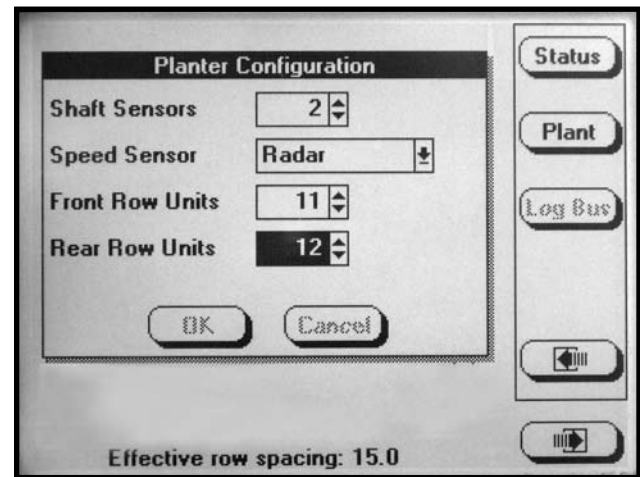 Planter Configuration
Shaft Sensors 2
Speed Sensor Radar
Front Row Units 11
Rear Row Units 12
OK Cancel
Effective row spacing: 15.0
Status
Plant
Log Bus